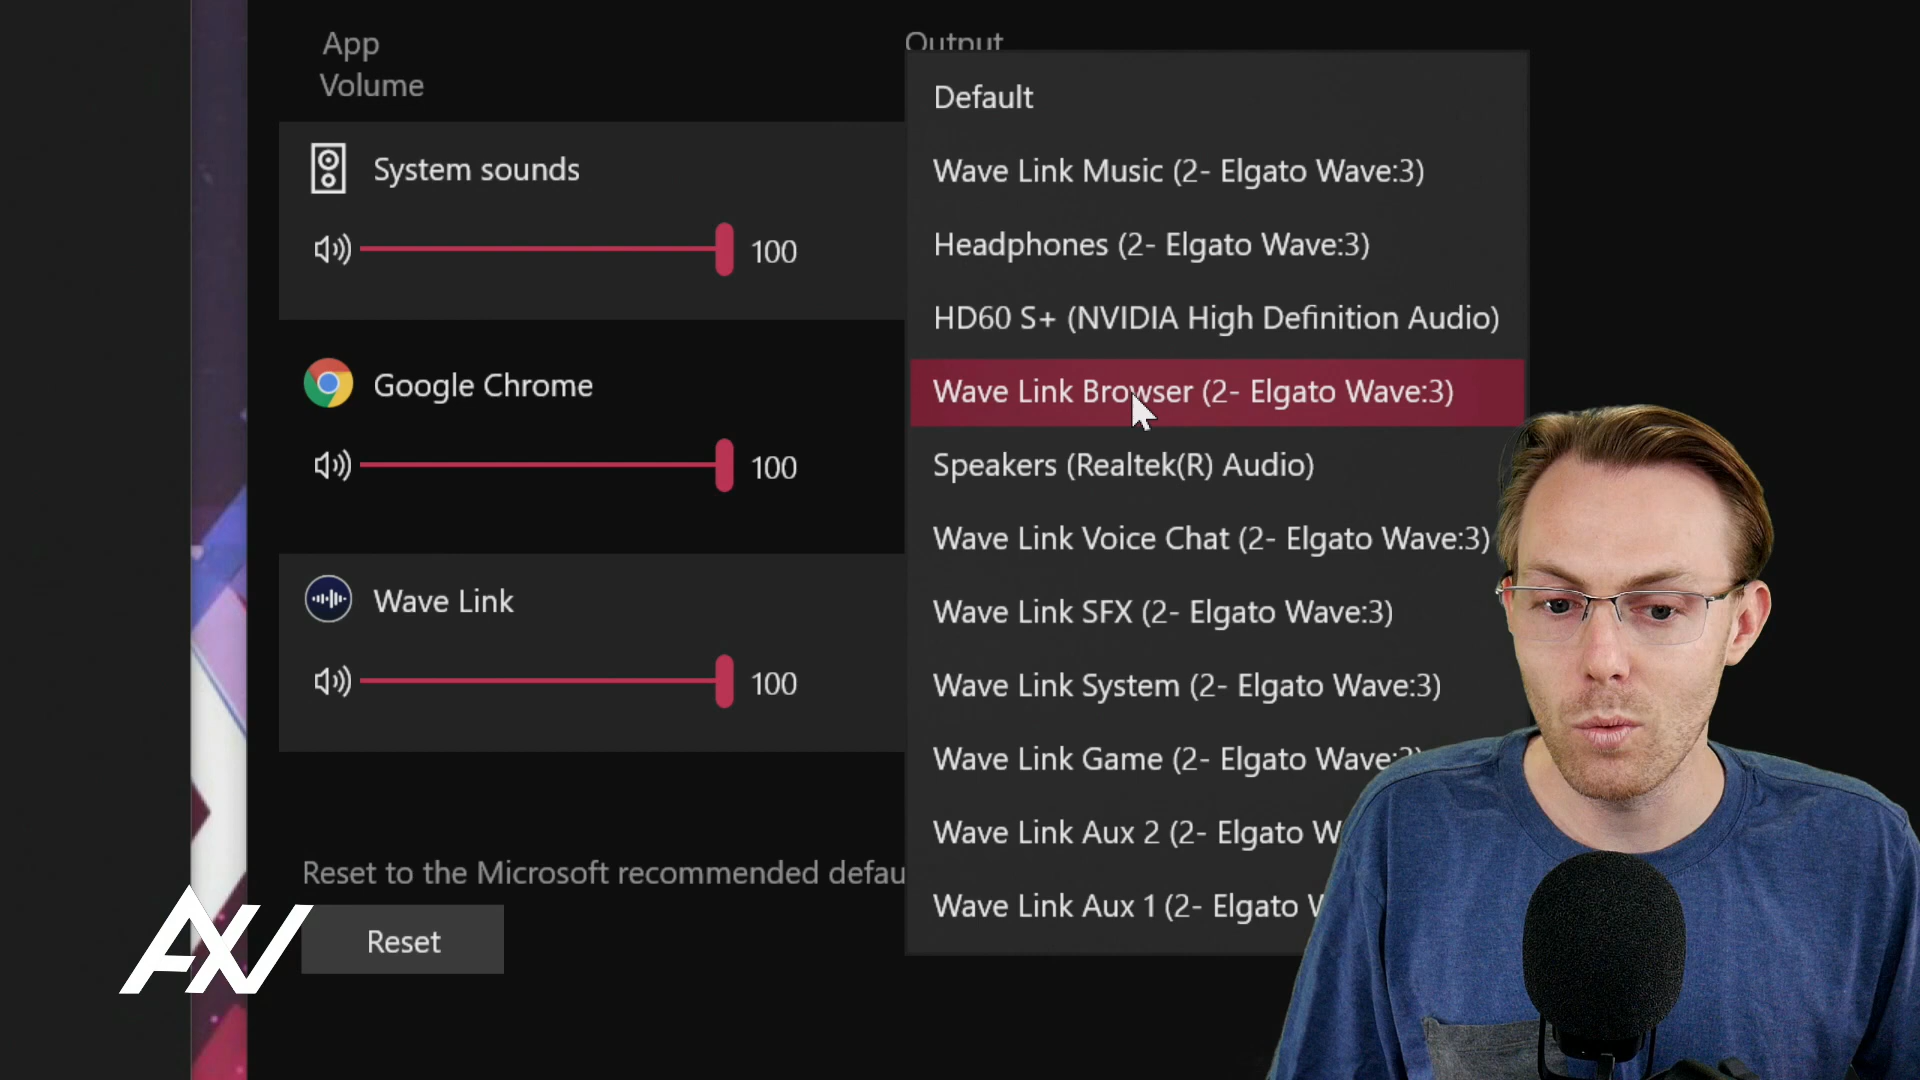 App
Volume
Output
System sounds
100
Google Chrome
100
Wave Link
100
Reset to the Microsoft recommended
Reset
Default
Wave Link Music (2- Elgato Wave:3)
Headphones (2- Elgato Wave:3)
HD60 S+ (NVIDIA High Definition Audio)
Wave Link Browser (2- Elgato Wave:3)
Speakers (Realtek(R) Audio)
Wave Link Voice Chat (2- Elgato Wave:3)
Wave Link SFX (2- Elgato Wave:3)
Wave Link System (2- Elgato Wave:3)
Wave Link Game (2- Elgato Wave:3)
Wave Link Aux 2 (2- Elgato
Wave Link Aux 1 (2- Elgato